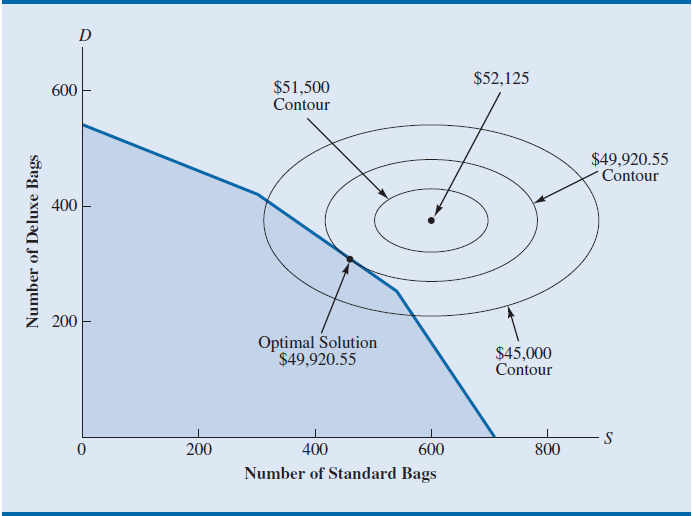 D
600
400
200
0
200
400
600
800
S
Number of Deluxe Bags
Number of Standard Bags
$51,500
Contour
$52,125
$49,920.55
Contour
Optimal Solution
$49,920.55
$45,000
Contour